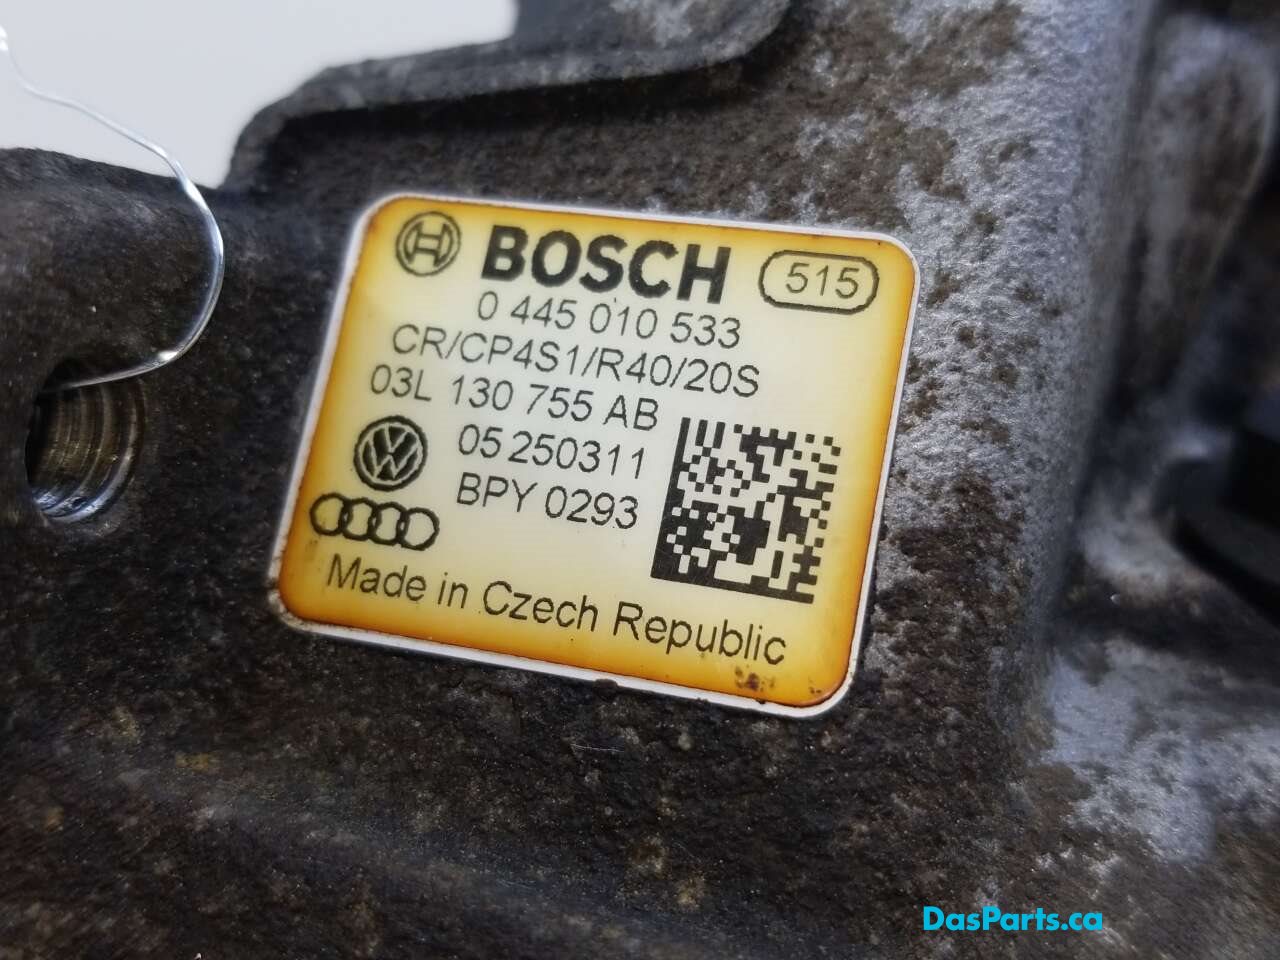 BOSCH 515
0 445 010 533
CR/CP4S1/R40/20S
03L 130 755 AB
05 250311
BPY 0293
Made in Czech Republic
DasParts.ca